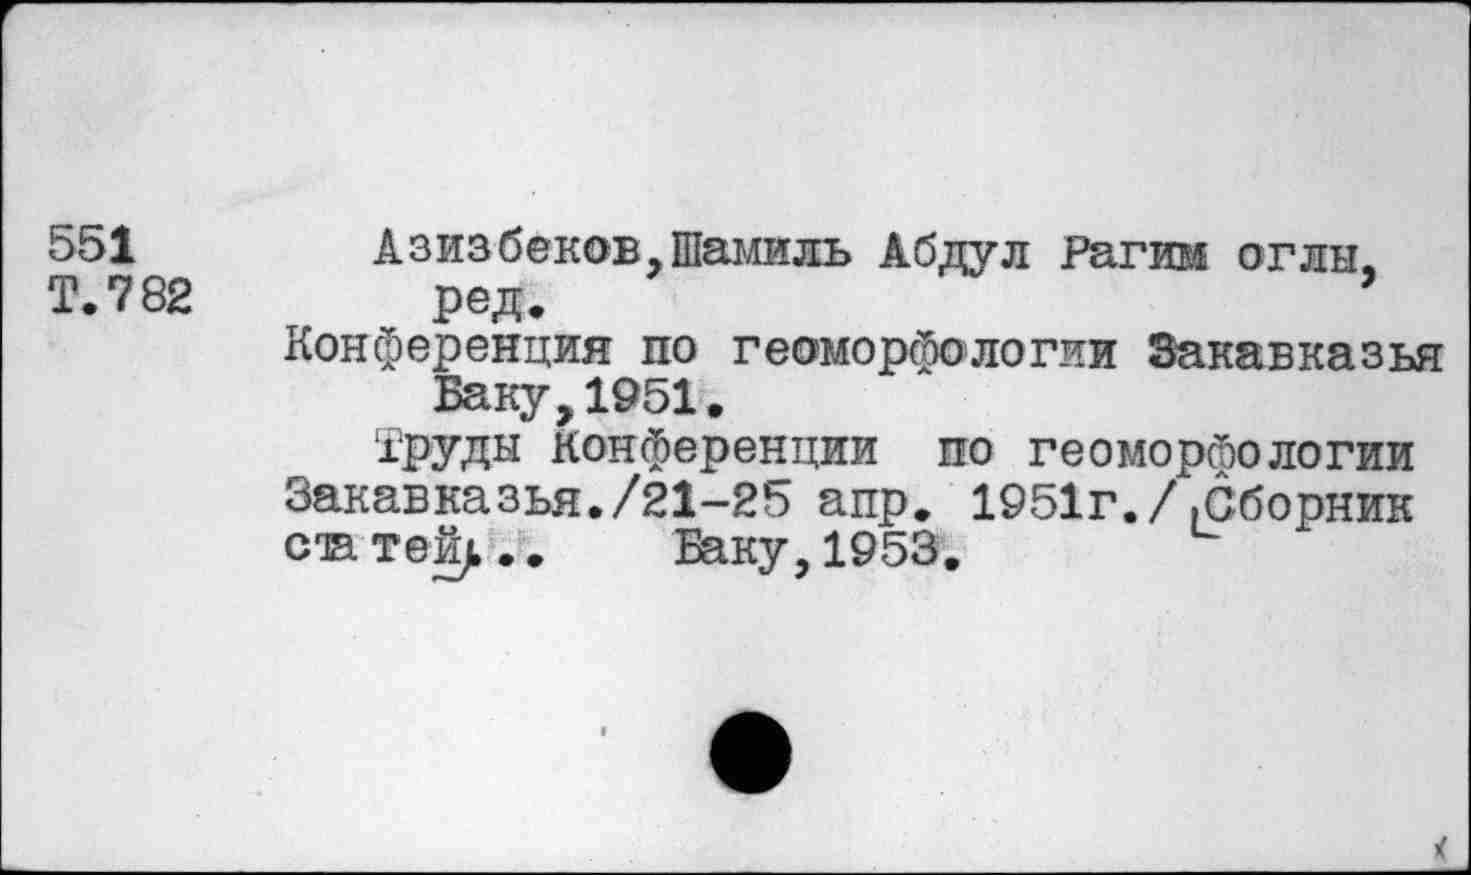 551 Азизбеков,Шамиль Абдул Рагим оглы,
Т.782 ред.
Конференция по геоморфологии Закавказья
Баку,1951.
Труды Конференции по геоморфологии
Закавказья./21-25 апр. 1951г./[Сборник
статей]...  Баку,1953.